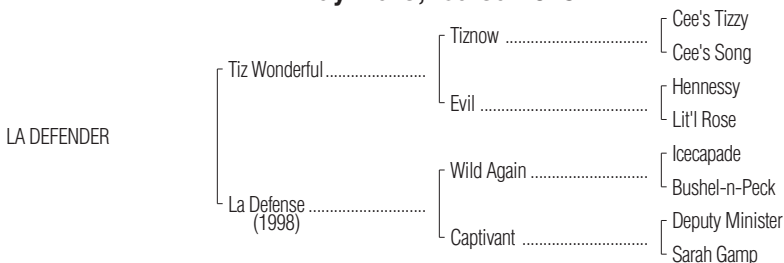 Cee's Tizzy
Tiznow
Cee's Song
Tiz Wonderful
Hennessy
Evil
Lit'l Rose
LA DEFENDER
Icecapade
Wild Again
Bushel-n-Peck
La Defense
(1998)
Deputy Minister
Captivant
Sarah Gamp